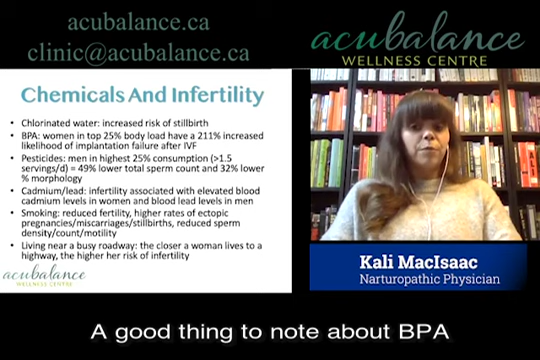 acubalance.ca
clinic@acubalance.ca
acubalance
WELLNESS CENTRE
Chemicals And Infertility
• Chlorinated water: increased risk of stillbirth
• BPA: women in top 25% body load have a 211% increased
likelihood of implantation failure after IVF
• Pesticides: men in highest 25% consumption (>1.5
servings/d) = 49% lower total sperm count and 32% lower
% morphology
• Cadmium/lead: infertility associated with elevated blood
cadmium levels in women and blood lead levels in men
• Smoking: reduced fertility, higher rates of ectopic
pregnancies/miscarriages/stillbirths, reduced sperm
density/count/motility
• Living near a busy roadway: the closer a woman lives to a
highway, the higher her risk of infertility
acubalance
WELLNESS CENTRE
Kali MacIsaac
Narturopathic Physician
A good thing to note about BPA